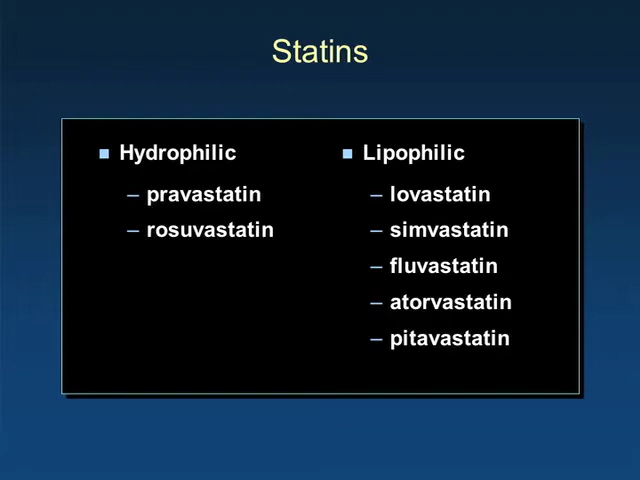 Statins
■ Hydrophilic
– pravastatin
– rosuvastatin
■ Lipophilic
– lovastatin
– simvastatin
– fluvastatin
– atorvastatin
– pitavastatin